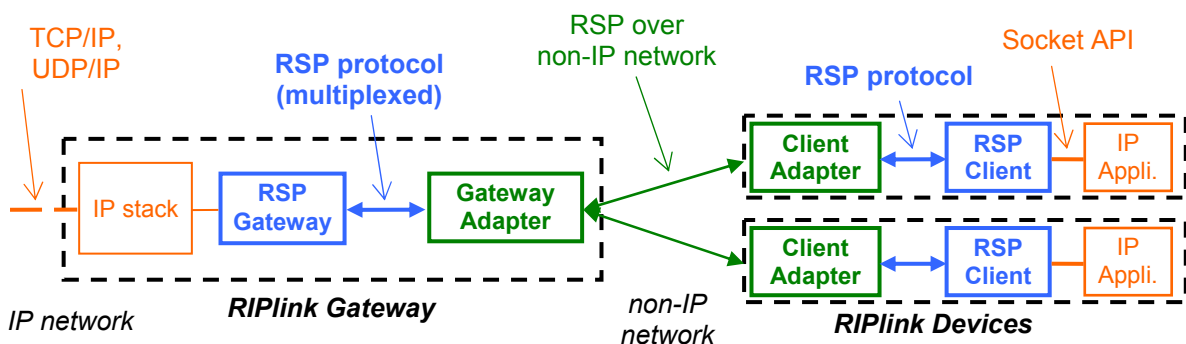 TCP/IP,
UDP/IP
RSP protocol
(multiplexed)
RSP over
non-IP network
RSP protocol
Socket API
IP stack
RSP
Gateway
Gateway
Adapter
Client
Adapter
RSP
Client
IP
Appli.
Client
Adapter
RSP
Client
IP
Appli.
IP network
RIPlink Gateway
non-IP
network
RIPlink Devices